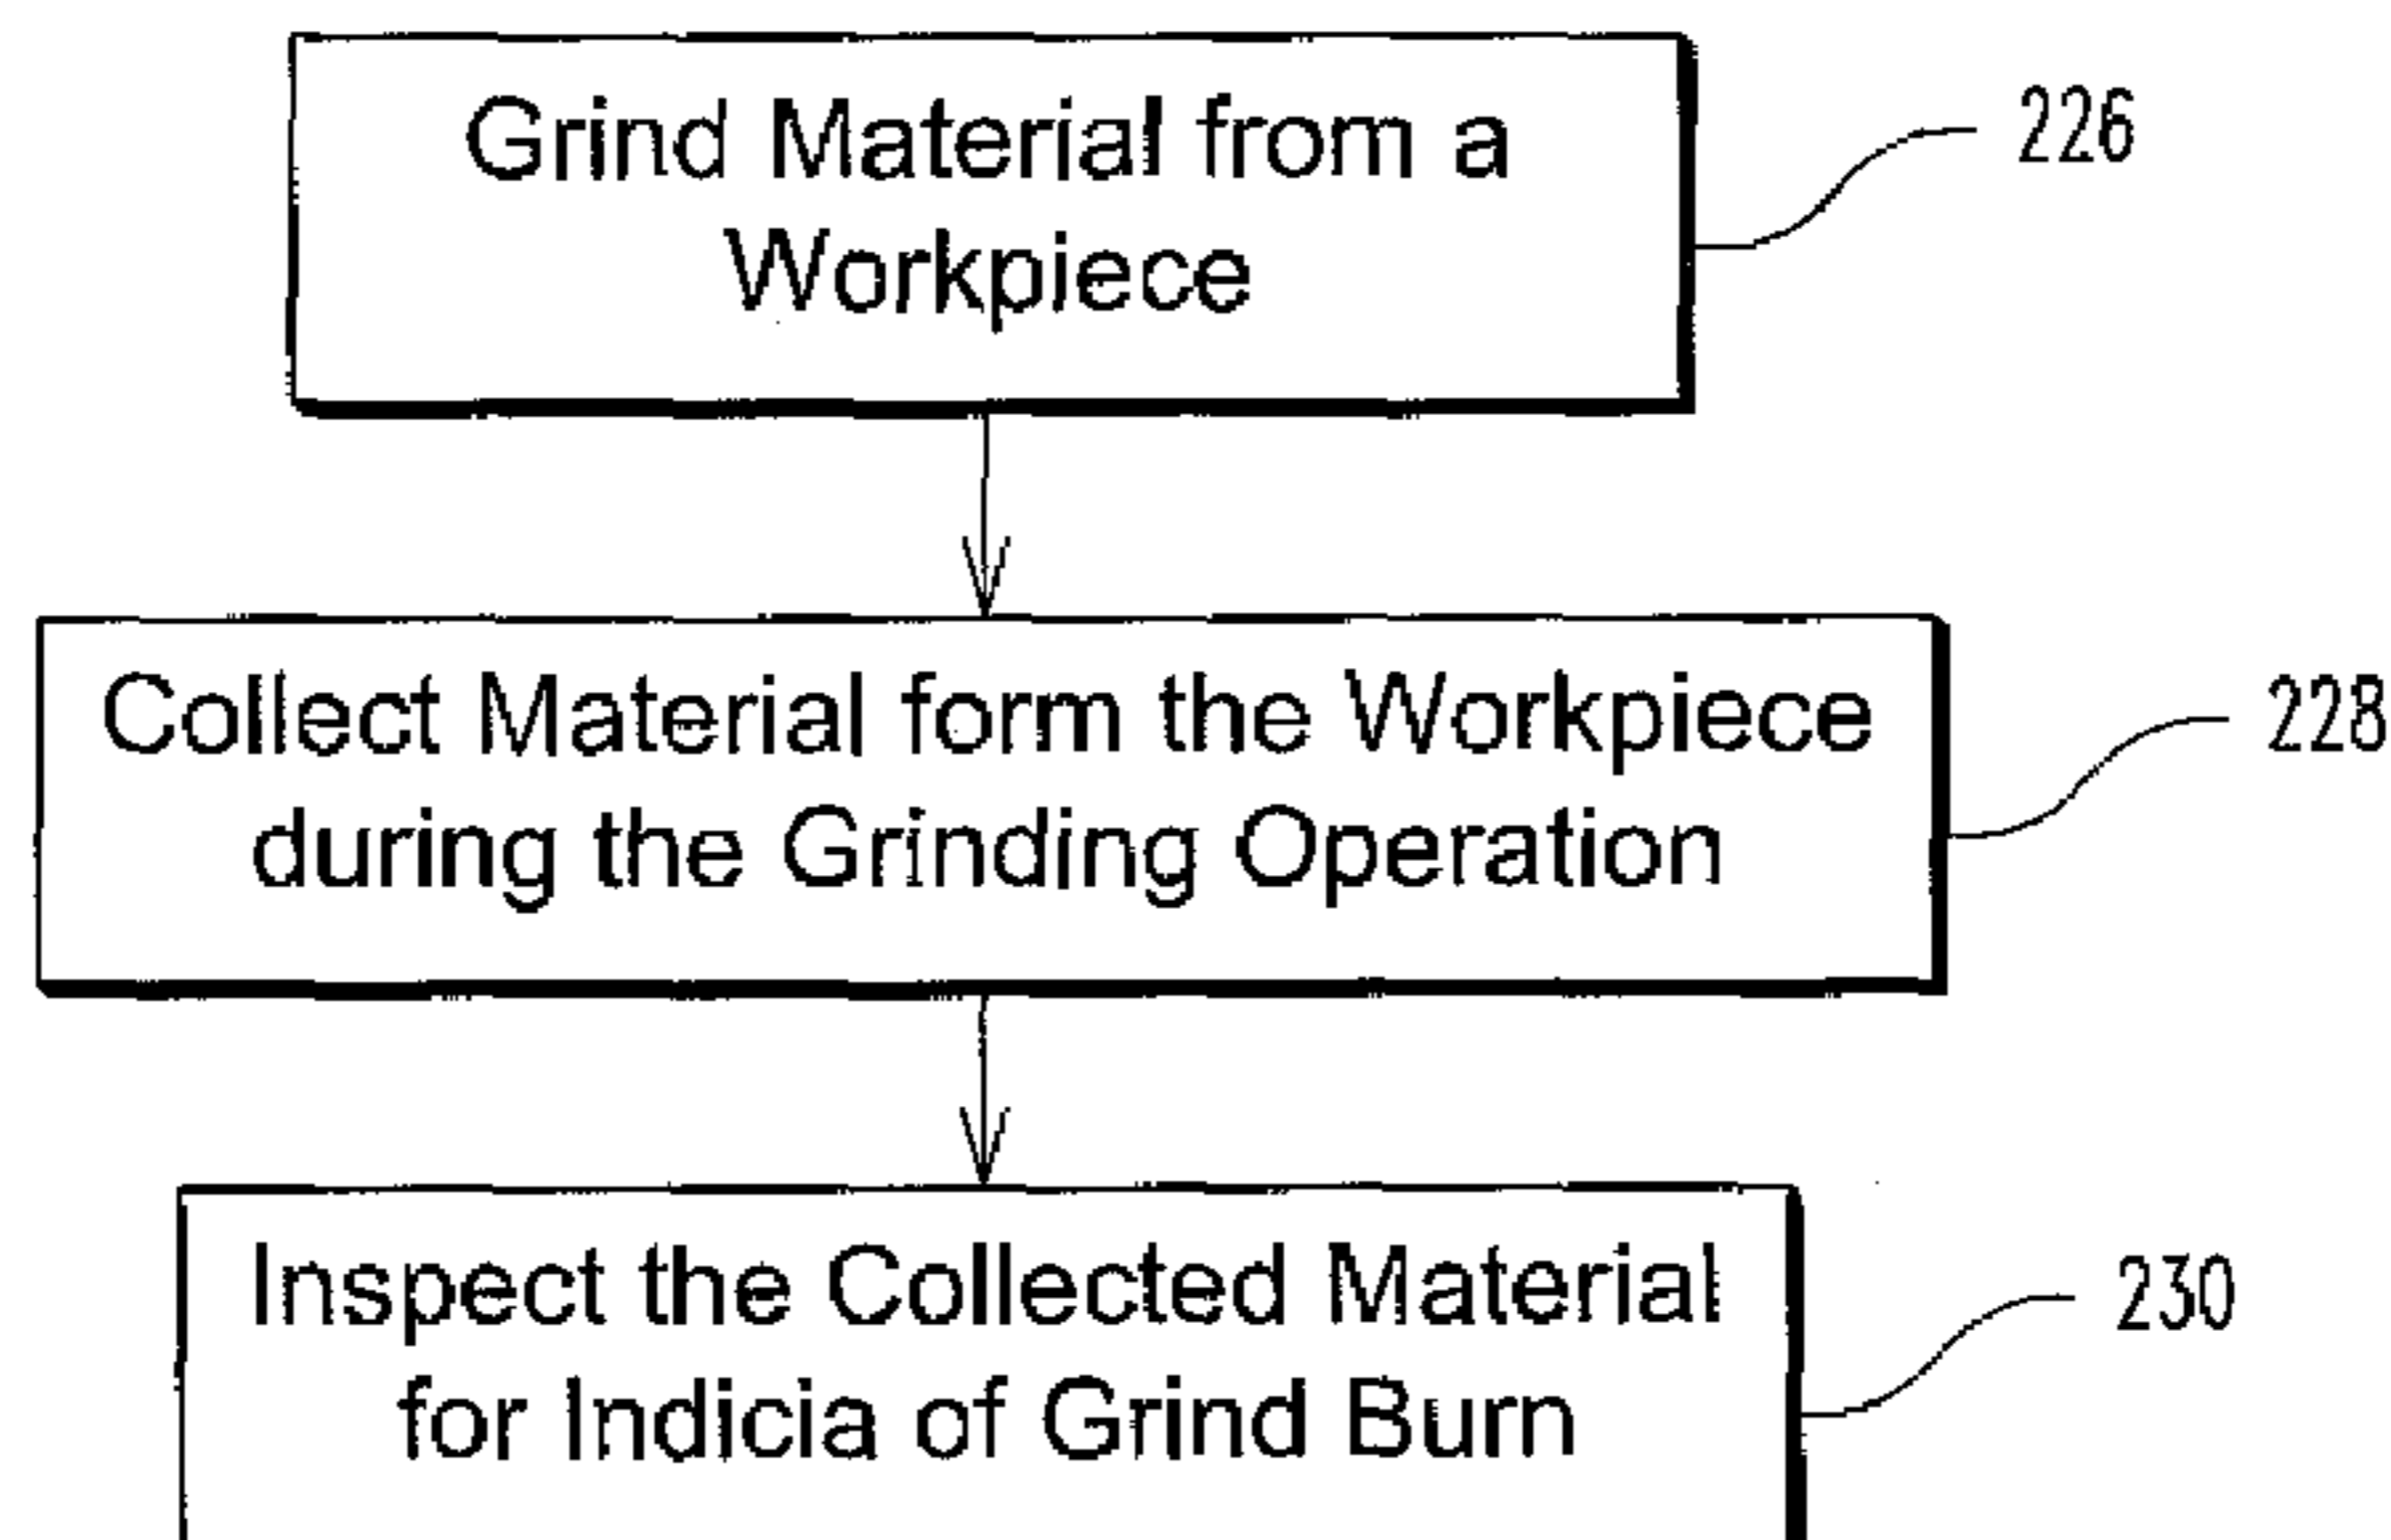 Grind Material from a
Workpiece
226
Collect Material form the Workpiece
during the Grinding Operation
228
Inspect the Collected Material
for Indicia of Grind Burn
230